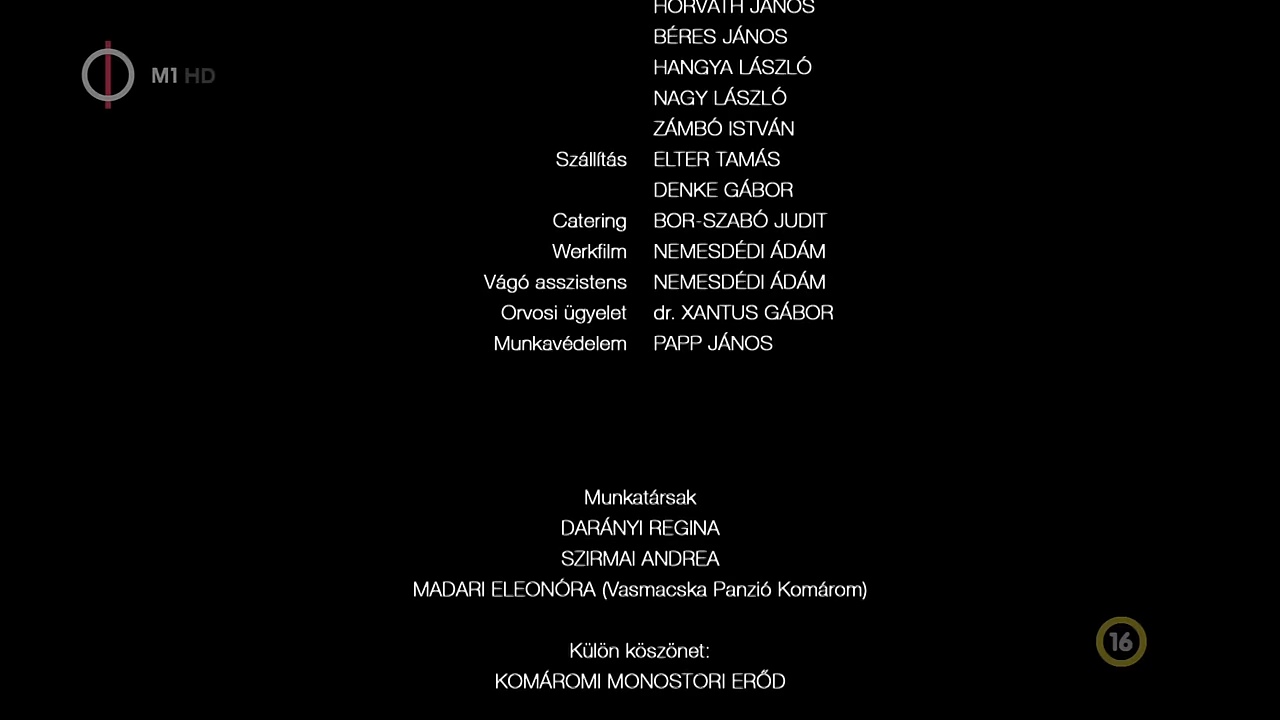 HORVÁTH JÁNOS
M1 HD
BÉRES JÁNOS
HANGYA LÁSZLÓ
NAGY LÁSZLÓ
ZÁMBÓ ISTVÁN
Szállítás ELTER TAMÁS
DENKE GÁBOR
Catering BOR-SZABÓ JUDIT
Werkfilm NEMESDÉDI ÁDÁM
Vágó asszistens NEMESDÉDI ÁDÁM
Orvosi ügyelet dr. XANTUS GÁBOR
Munkavédelem PAPP JÁNOS
Munkatársak
DARÁNYI REGINA
SZIRMAI ANDREA
MADARI ELEONÓRA (Vasmacska Panzió Komárom)
Külön köszönet:
16
KOMÁROMI MONOSTORI ERŐD